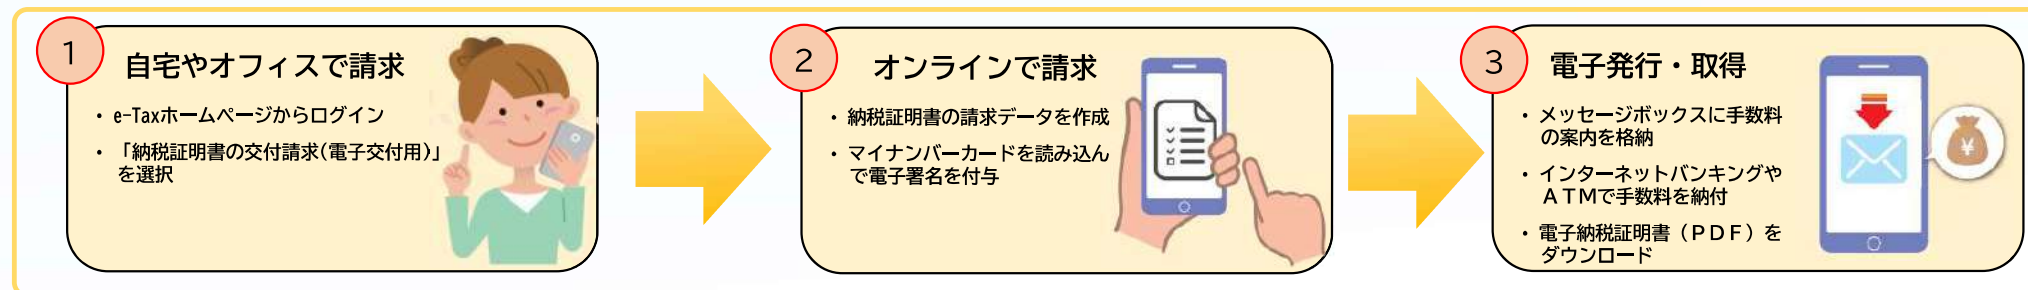 1
自宅やオフィスで請求
・ e-Taxホームページからログイン
・ 「納税証明書の交付請求(電子交付用)」
を選択
2
オンラインで請求
・ 納税証明書の請求データを作成
・ マイナンバーカードを読み込ん
で電子署名を付与
3
電子発行・取得
・ メッセージボックスに手数料
の案内を格納
・ インターネットバンキングや
ATMで手数料を納付
・ 電子納税証明書(PDF)を
ダウンロード
¥